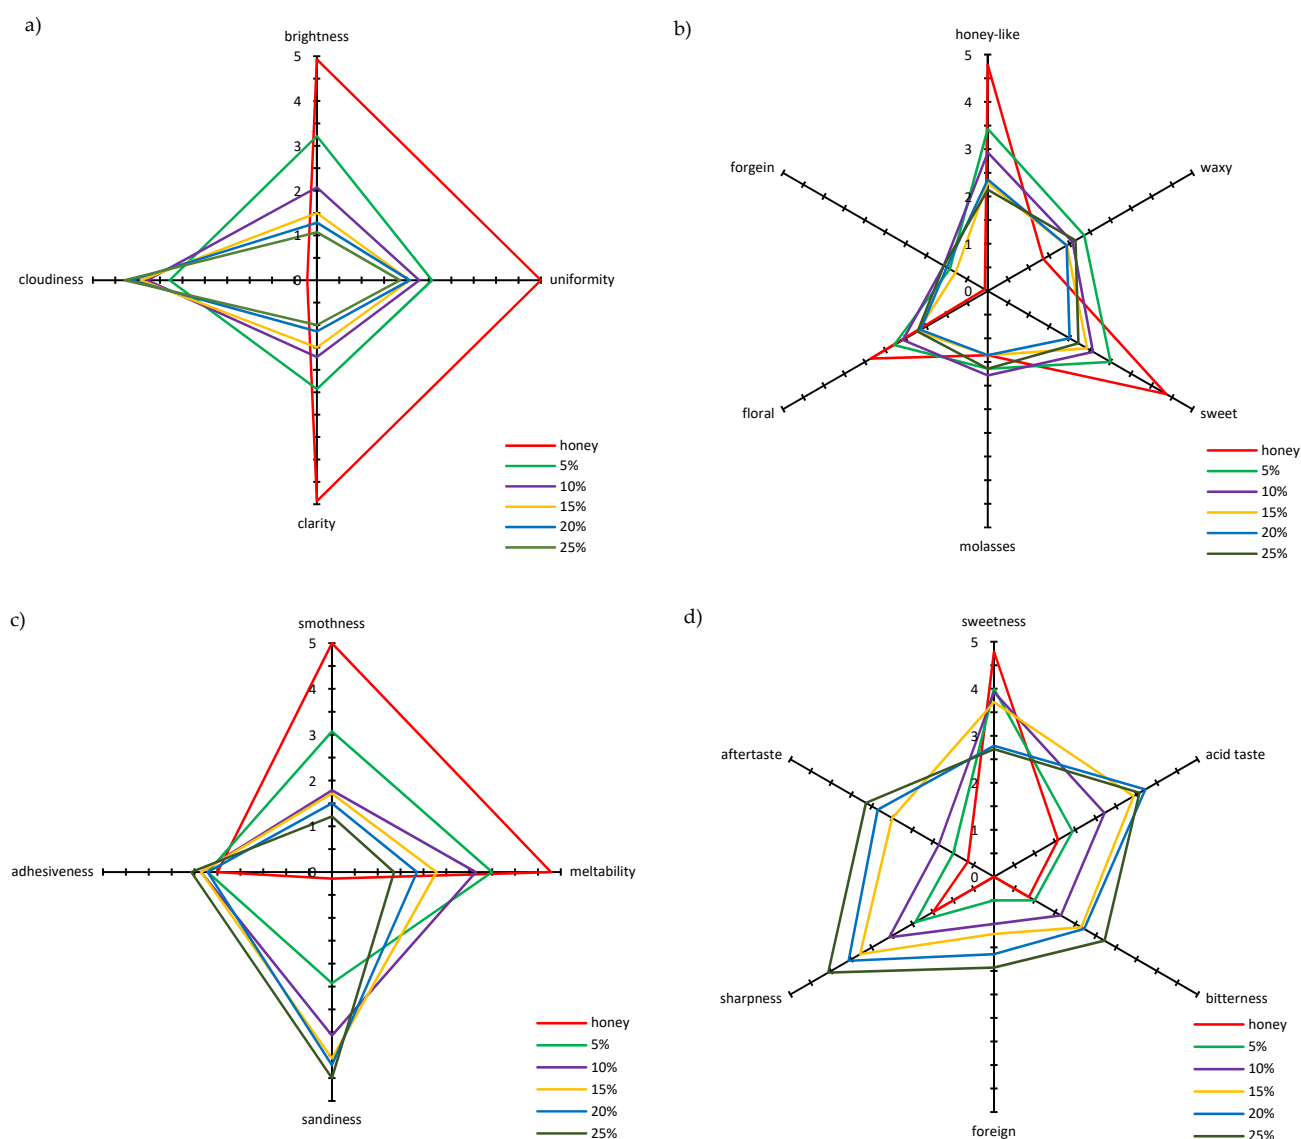 a)
brightness
5
4
3
2
1
0
cloudiness
uniformity
clarity
honey
5%
10%
15%
20%
25%
b)
honey-like
5
4
3
2
1
0
forgein
waxy
floral
sweet
molasses
honey
5%
10%
15%
20%
25%
c)
smothness
5
4
3
2
1
0
adhesiveness
meltability
sandiness
honey
5%
10%
15%
20%
25%
d)
sweetness
5
4
3
2
1
0
aftertaste
acid taste
sharpness
bitterness
foreign
honey
5%
10%
15%
20%
25%